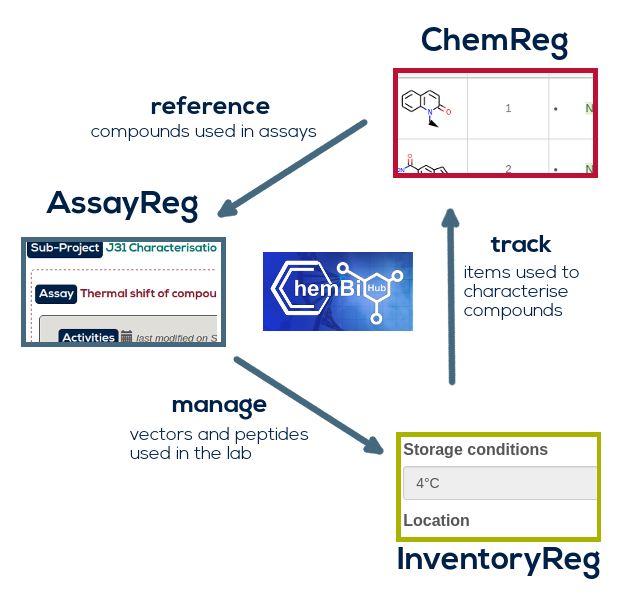 ChemReg
N
O
1
•
N
2
•
reference
compounds used in assays
AssayReg
Sub-Project J31 Characterisatio
Assay Thermal shift of compou
Activities last modified on S
hemBi Hub
track
items used to
characterise
compounds
manage
vectors and peptides
used in the lab
Storage conditions
4°C
Location
InventoryReg